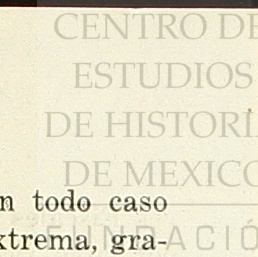 CENTRO DE
ESTUDIOS
DE HISTORI
DE MEXICO
n todo caso
FUNDACIÓ
xtrema, gra-